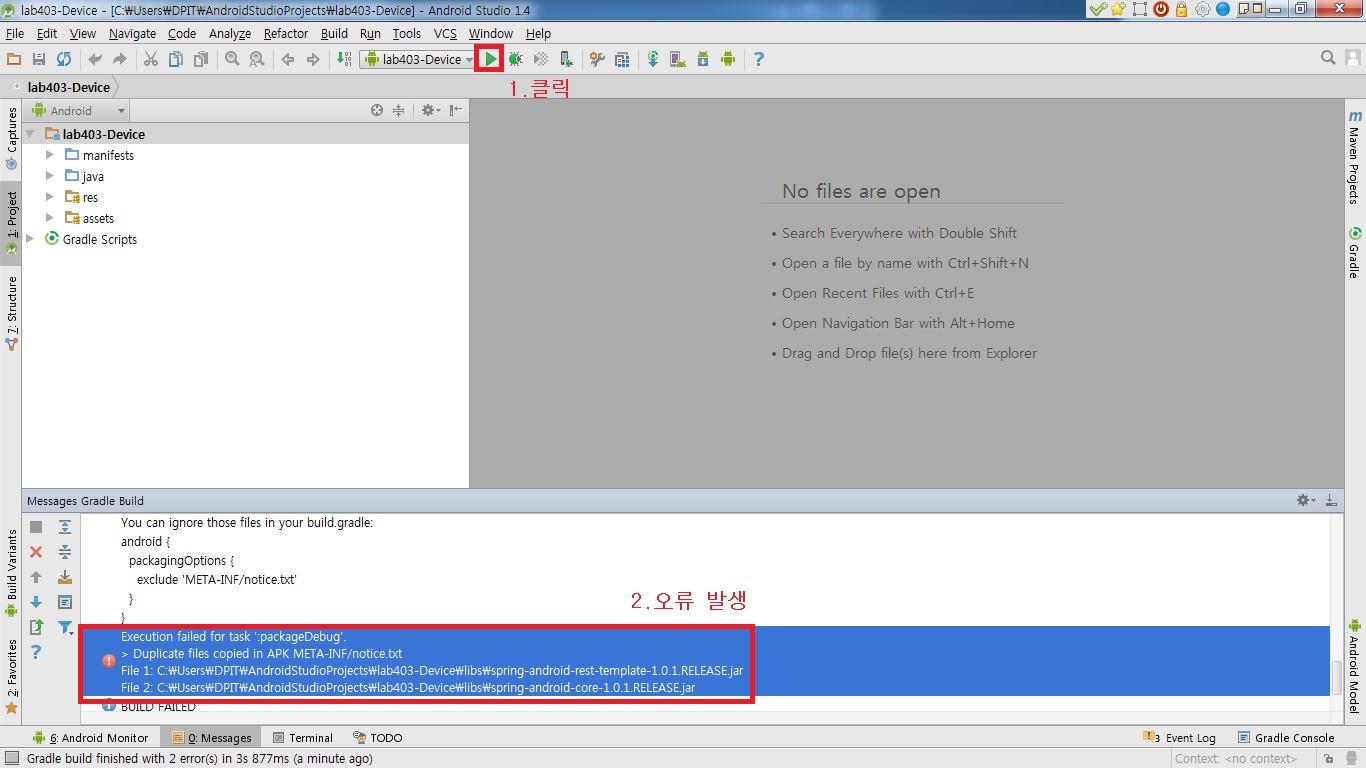 lab403-Device - [C:₩Users₩DPIT₩AndroidStudioProjects₩lab403-Device] - Android Studio 1.4
File Edit View Navigate Code Analyze Refactor Build Run Tools VCS Window Help
lab403-Device
1.클릭
lab403-Device
Android
Captures
1: Project
7: Structure
Build Variants
2: Favorites
lab403-Device
manifests
java
res
assets
Gradle Scripts
No files are open
• Search Everywhere with Double Shift
• Open a file by name with Ctrl+Shift+N
• Open Recent Files with Ctrl+E
• Open Navigation Bar with Alt+Home
• Drag and Drop file(s) here from Explorer
m
Maven Projects
Gradle
Android Model
Messages Gradle Build
You can ignore those files in your build.gradle:
android {
packagingOptions {
exclude 'META-INF/notice.txt'
}
}
2.오류 발생
Execution failed for task ':packageDebug'.
> Duplicate files copied in APK META-INF/notice.txt
File 1: C:₩Users₩DPIT₩AndroidStudioProjects₩lab403-Device₩libs₩spring-android-rest-template-1.0.1.RELEASE.jar
File 2: C:₩Users₩DPIT₩AndroidStudioProjects₩lab403-Device₩libs₩spring-android-core-1.0.1.RELEASE.jar
BUILD FAILED
6: Android Monitor 0: Messages Terminal TODO 3 Event Log Gradle Console
Gradle build finished with 2 error(s) in 3s 877ms (a minute ago) Context: <no context>